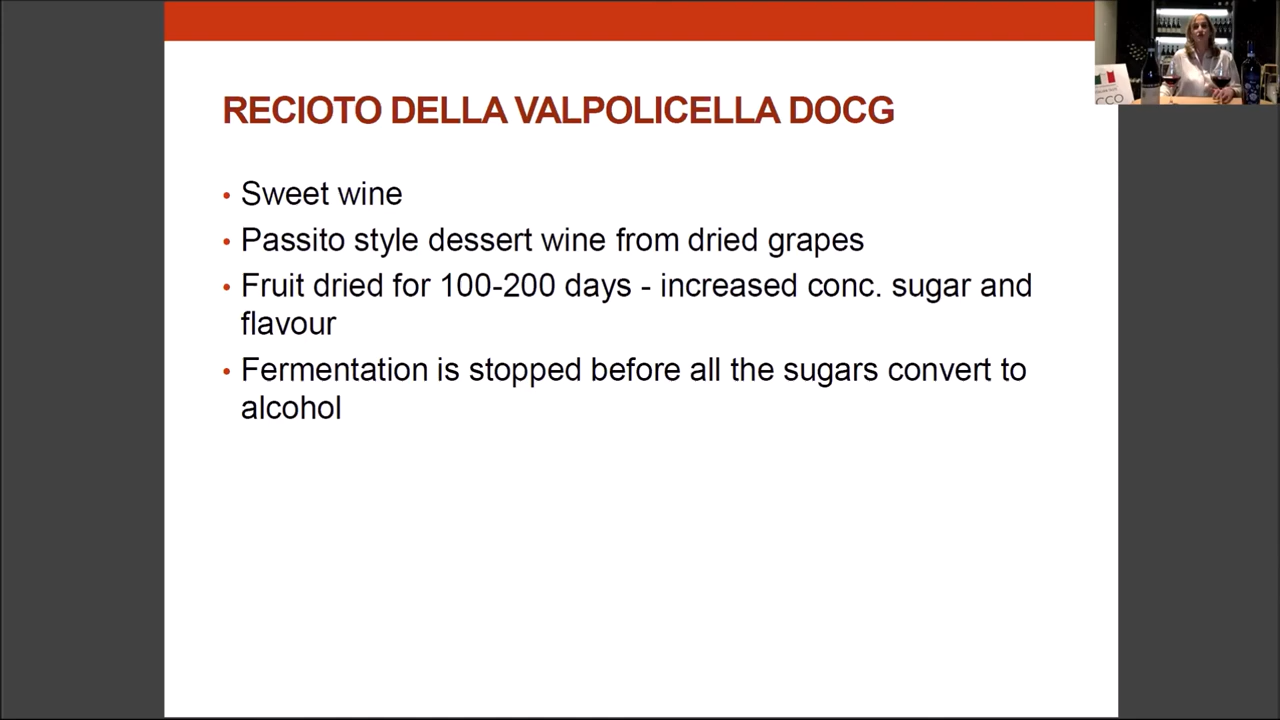 RECIOTO DELLA VALPOLICELLA DOCG
• Sweet wine
• Passito style dessert wine from dried grapes
• Fruit dried for 100-200 days - increased conc. sugar and
flavour
• Fermentation is stopped before all the sugars convert to
alcohol